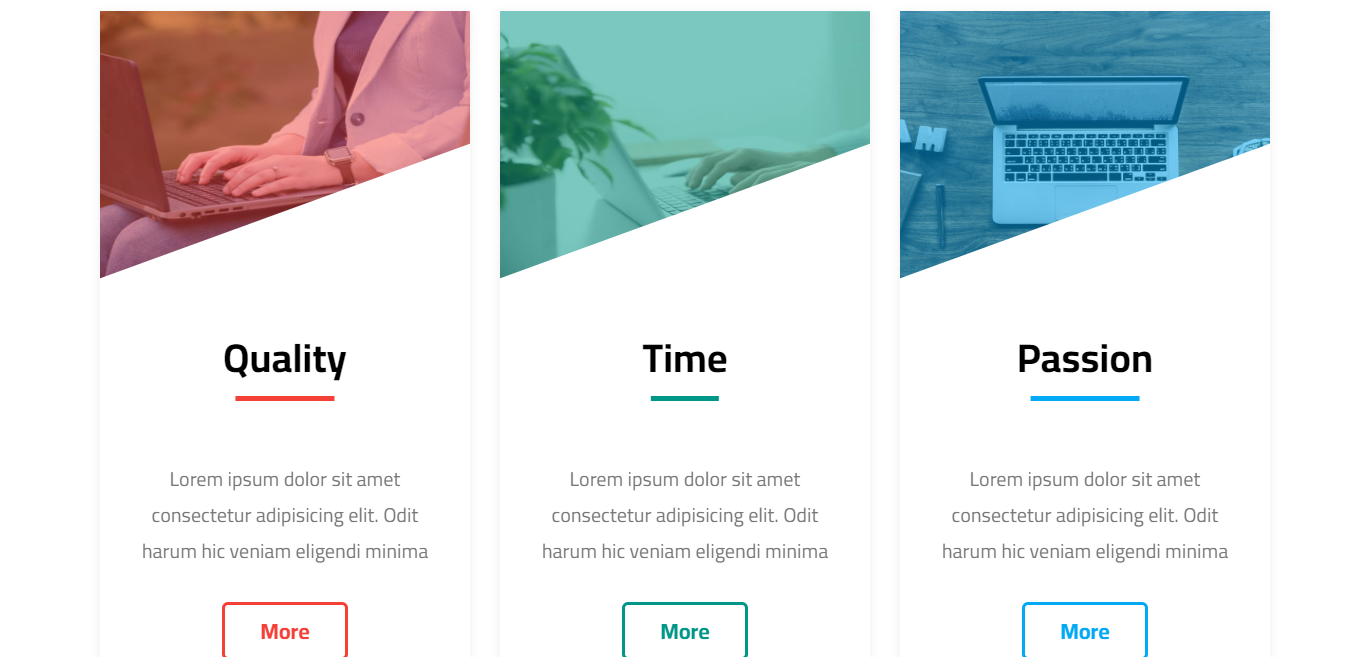 Quality
Lorem ipsum dolor sit amet
consectetur adipisicing elit. Odit
harum hic veniam eligendi minima
More
Time
Lorem ipsum dolor sit amet
consectetur adipisicing elit. Odit
harum hic veniam eligendi minima
More
Passion
Lorem ipsum dolor sit amet
consectetur adipisicing elit. Odit
harum hic veniam eligendi minima
More